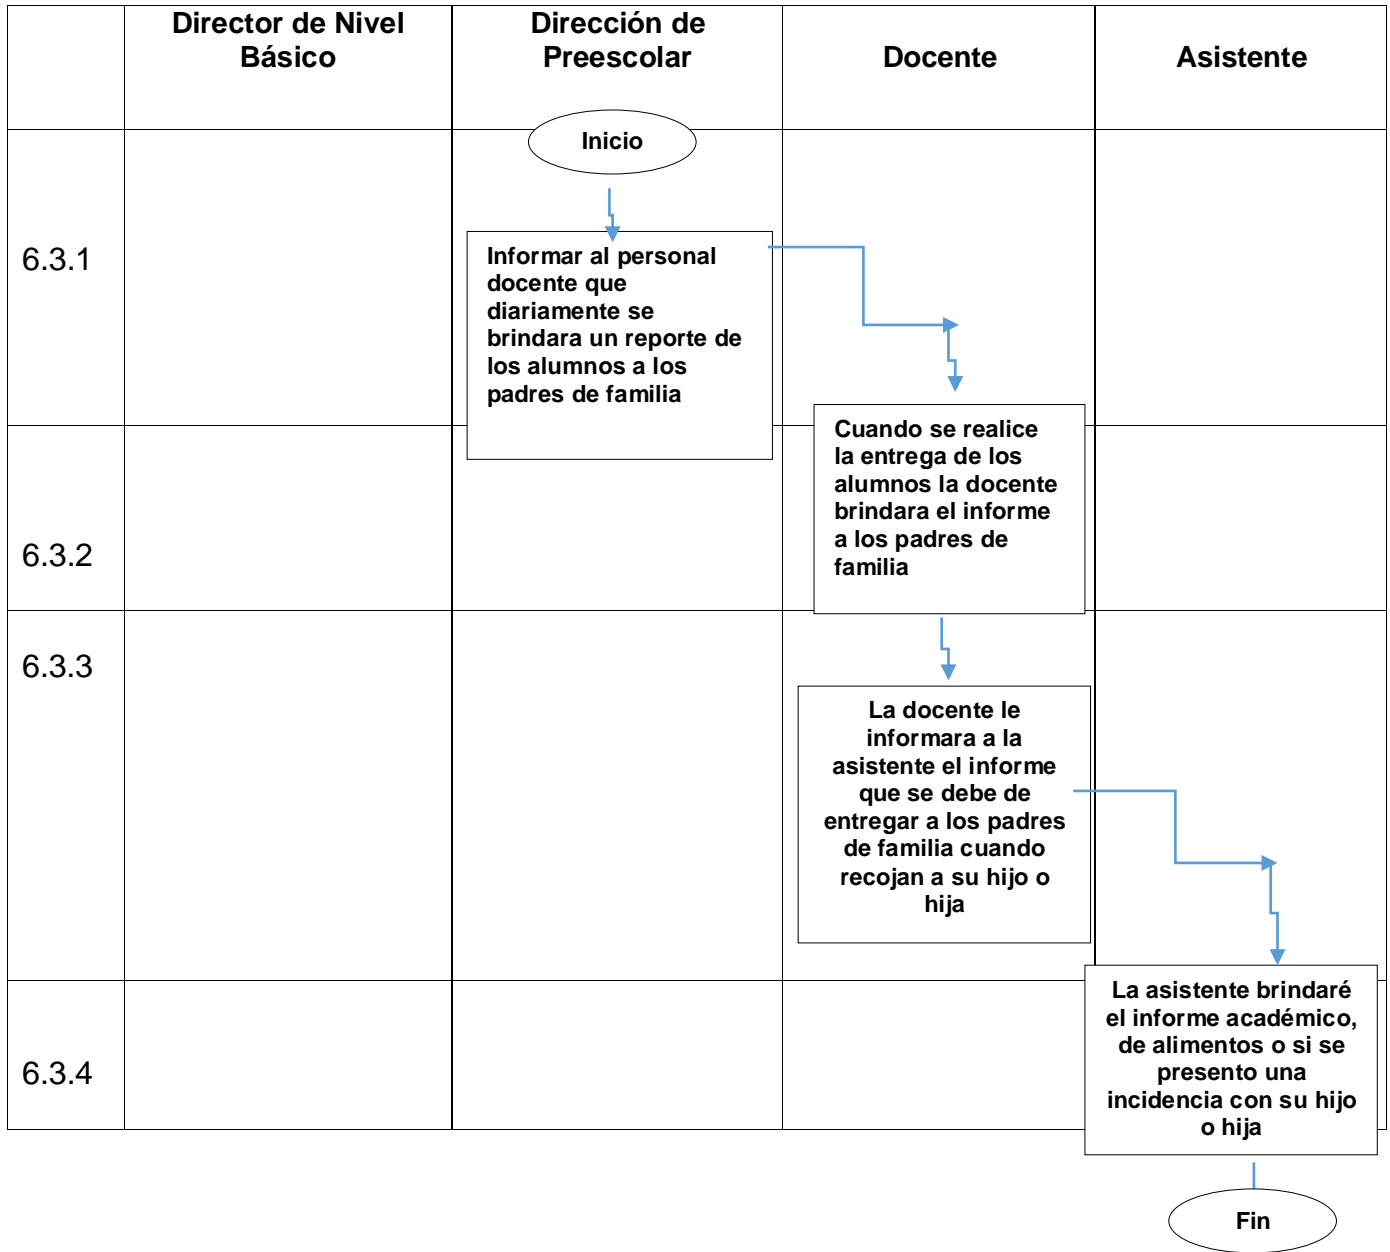 Director de Nivel
Básico
Dirección de
Preescolar
Docente
Asistente
Inicio
6.3.1
Informar al personal
docente que
diariamente se
brindara un reporte de
los alumnos a los
padres de familia
6.3.2
Cuando se realice
la entrega de los
alumnos la docente
brindara el informe
a los padres de
familia
6.3.3
La docente le
informara a la
asistente el informe
que se debe de
entregar a los padres
de familia cuando
recojan a su hijo o
hija
6.3.4
La asistente brindaré
el informe académico,
de alimentos o si se
presento una
incidencia con su hijo
o hija
Fin